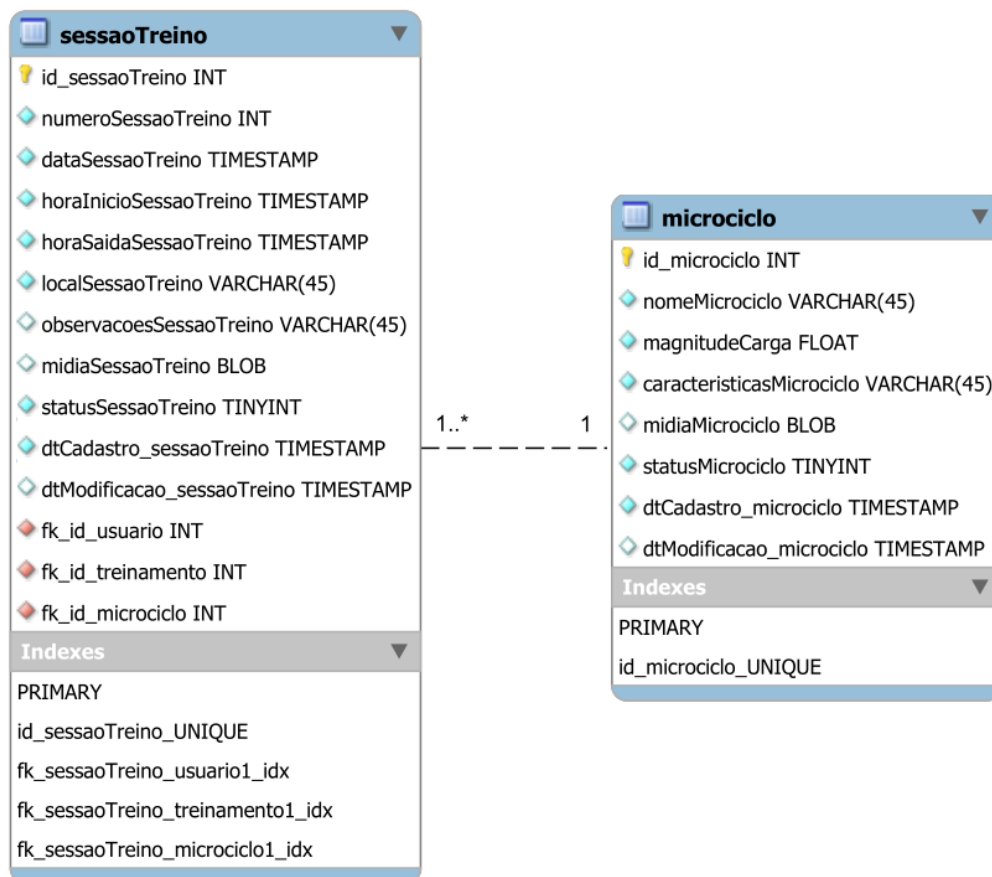 sessaoTreino
id_sessaoTreino INT
numeroSessaoTreino INT
dataSessaoTreino TIMESTAMP
horaInicioSessaoTreino TIMESTAMP
horaSaidaSessaoTreino TIMESTAMP
localSessaoTreino VARCHAR(45)
observacoesSessaoTreino VARCHAR(45)
midiaSessaoTreino BLOB
statusSessaoTreino TINYINT
dtCadastro_sessaoTreino TIMESTAMP
dtModificacao_sessaoTreino TIMESTAMP
fk_id_usuario INT
fk_id_treinamento INT
fk_id_microciclo INT
Indexes
PRIMARY
id_sessaoTreino_UNIQUE
fk_sessaoTreino_usuario1_idx
fk_sessaoTreino_treinamento1_idx
fk_sessaoTreino_microciclo1_idx
1..* 1
microciclo
id_microciclo INT
nomeMicrociclo VARCHAR(45)
magnitudeCarga FLOAT
caracteristicasMicrociclo VARCHAR(45)
midiaMicrociclo BLOB
statusMicrociclo TINYINT
dtCadastro_microciclo TIMESTAMP
dtModificacao_microciclo TIMESTAMP
Indexes
PRIMARY
id_microciclo_UNIQUE